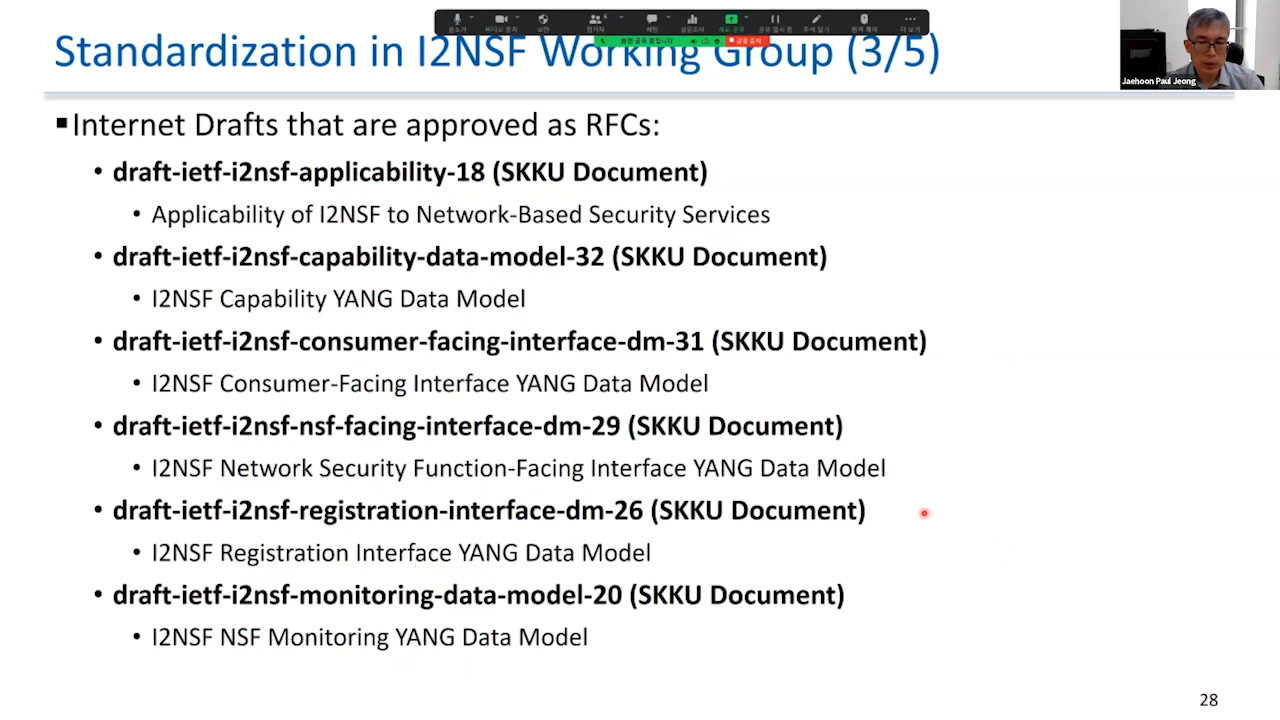 Standardization in I2NSF Working Group (3/5)
Jaehoon Paul Jeong
▪Internet Drafts that are approved as RFCs:
• draft-ietf-i2nsf-applicability-18 (SKKU Document)
• Applicability of I2NSF to Network-Based Security Services
• draft-ietf-i2nsf-capability-data-model-32 (SKKU Document)
• I2NSF Capability YANG Data Model
• draft-ietf-i2nsf-consumer-facing-interface-dm-31 (SKKU Document)
• I2NSF Consumer-Facing Interface YANG Data Model
• draft-ietf-i2nsf-nsf-facing-interface-dm-29 (SKKU Document)
• I2NSF Network Security Function-Facing Interface YANG Data Model
• draft-ietf-i2nsf-registration-interface-dm-26 (SKKU Document)
• I2NSF Registration Interface YANG Data Model
• draft-ietf-i2nsf-monitoring-data-model-20 (SKKU Document)
• I2NSF NSF Monitoring YANG Data Model
28